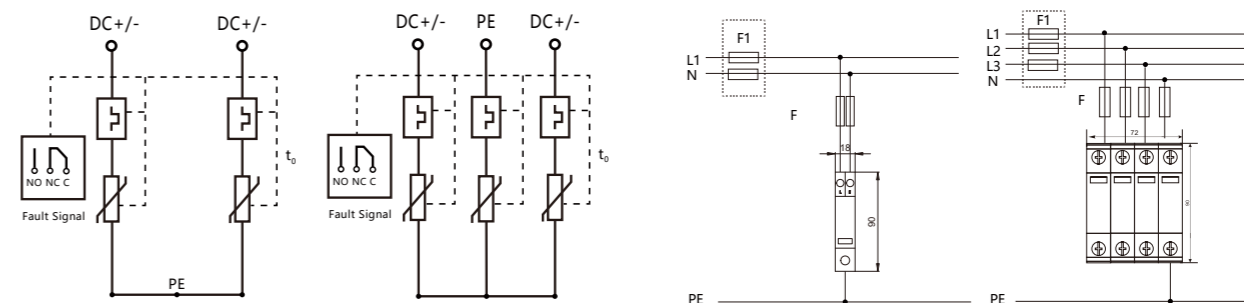 DC+/- DC+/-
t0
NO NC C
Fault Signal
PE
DC+/- PE DC+/-
t0
NO NC C
Fault Signal
F1
L1
N
F
18
90
PE
F1
L1
L2
L3
N
F
72
90
PE